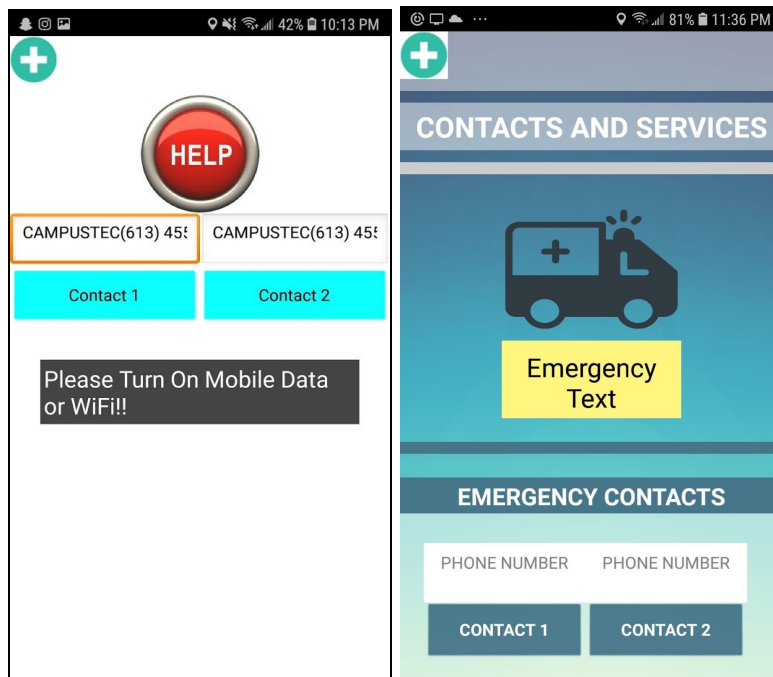 42% 10:13 PM
HELP
CAMPUSTEC(613) 455
CAMPUSTEC(613) 455
Contact 1
Contact 2
Please Turn On Mobile Data
or WiFi!!
81% 11:36 PM
CONTACTS AND SERVICES
Emergency
Text
EMERGENCY CONTACTS
PHONE NUMBER
PHONE NUMBER
CONTACT 1
CONTACT 2